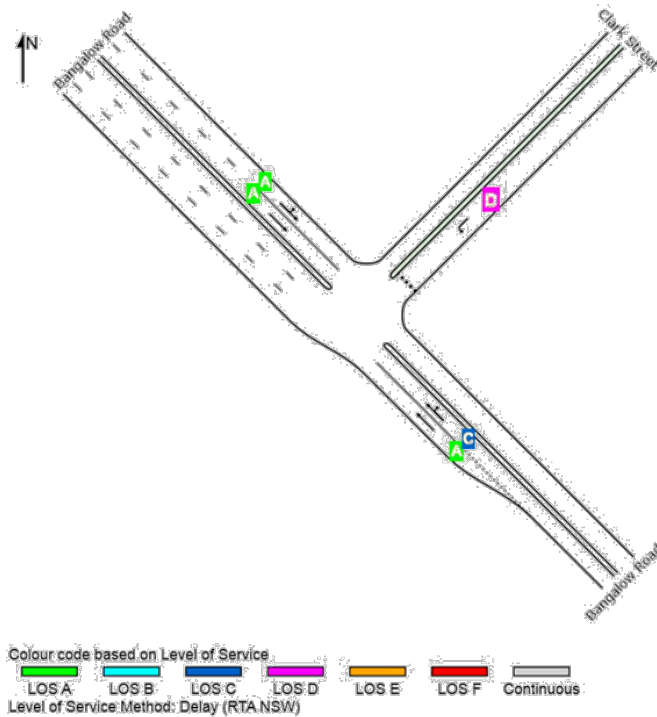 N
Bangalow Road
Clark Street
A
A
D
C
A
Bangalow Road
Colour code based on Level of Service
LOS A LOS B LOS C LOS D LOS E LOS F Continuous
Level of Service Method: Delay (RTA NSW)